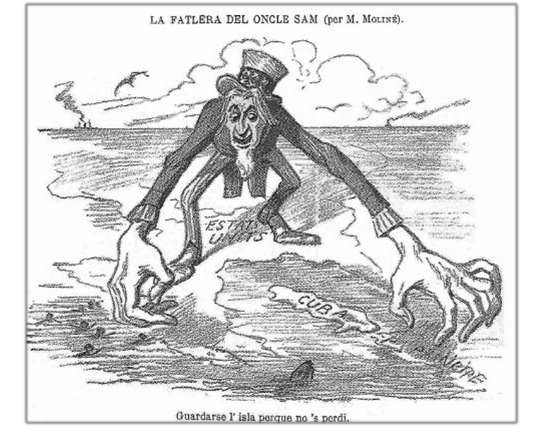 LA FATLERA DEL ONCLE SAM (per M. MOLINÉ).
ESTATS
UNITS
CUBA
Guardarse l' isla perque no 's perdi.